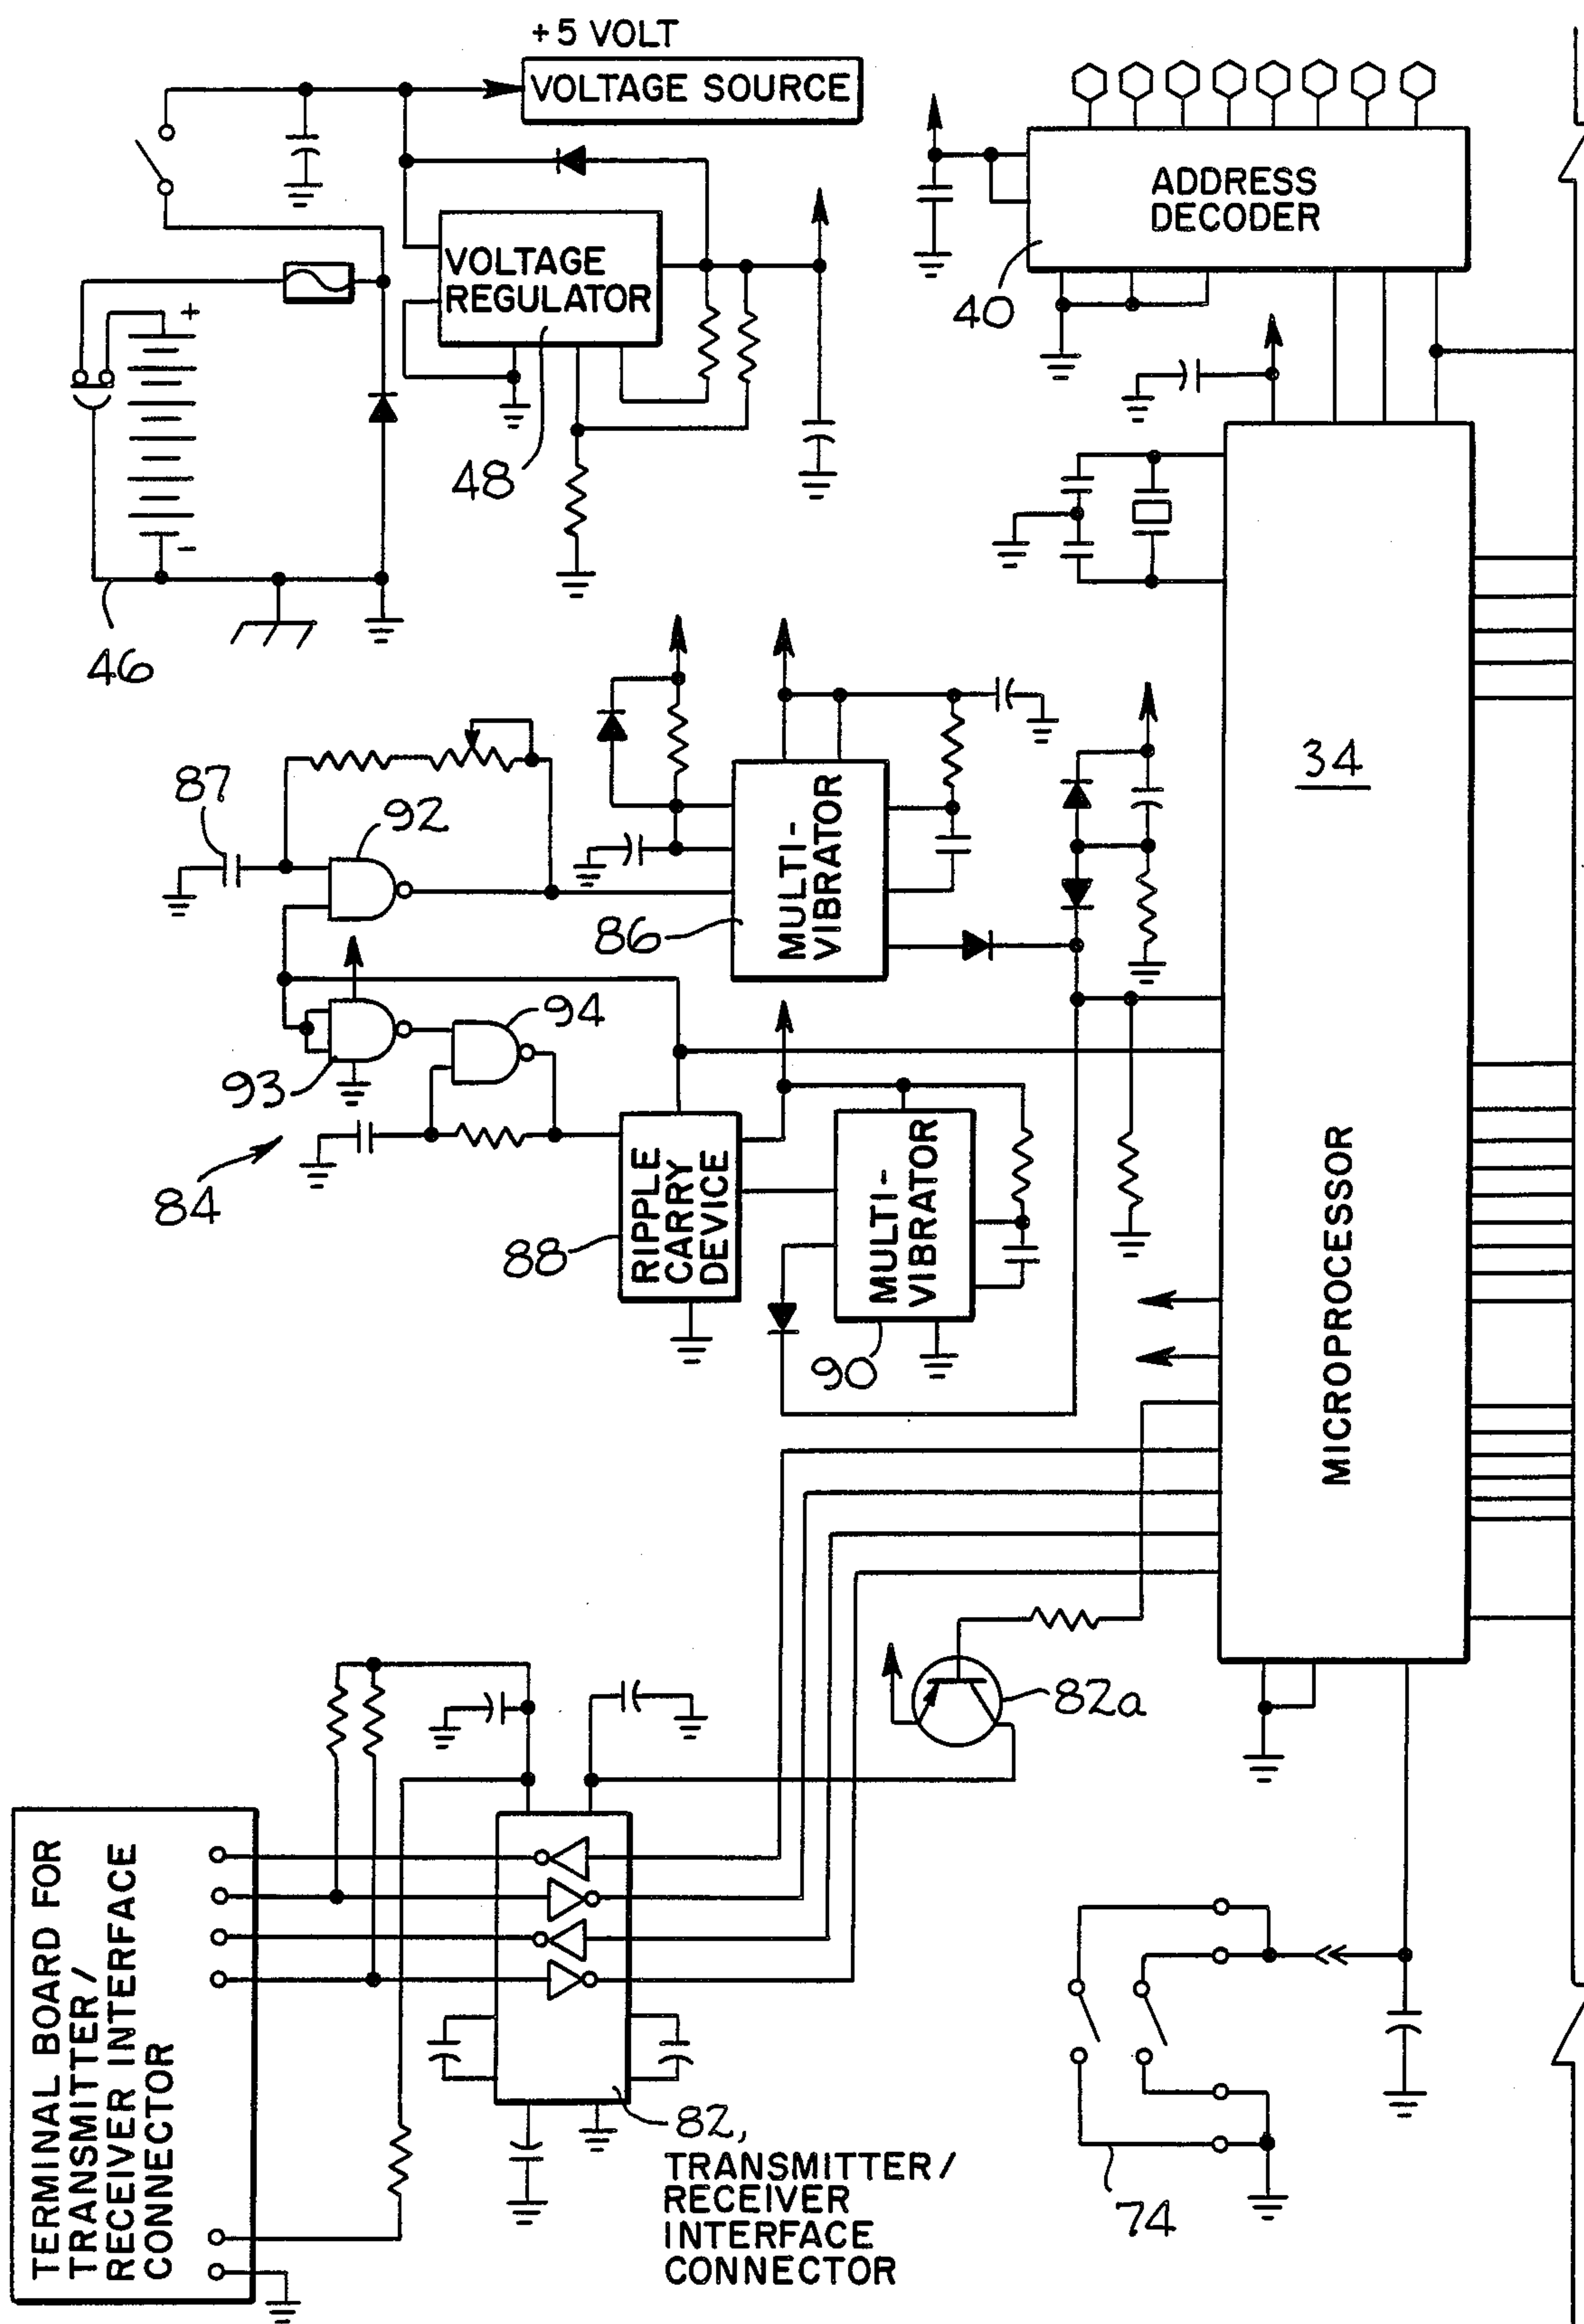 +5 VOLT
VOLTAGE SOURCE
ADDRESS
DECODER
40
VOLTAGE
REGULATOR
48
+
−
46
34
MICROPROCESSOR
87
92
MULTI-
VIBRATOR
86
94
93
84
RIPPLE
CARRY
DEVICE
88
MULTI-
VIBRATOR
90
82a
TERMINAL BOARD FOR
TRANSMITTER/
RECEIVER INTERFACE
CONNECTOR
82,
TRANSMITTER/
RECEIVER
INTERFACE
CONNECTOR
74